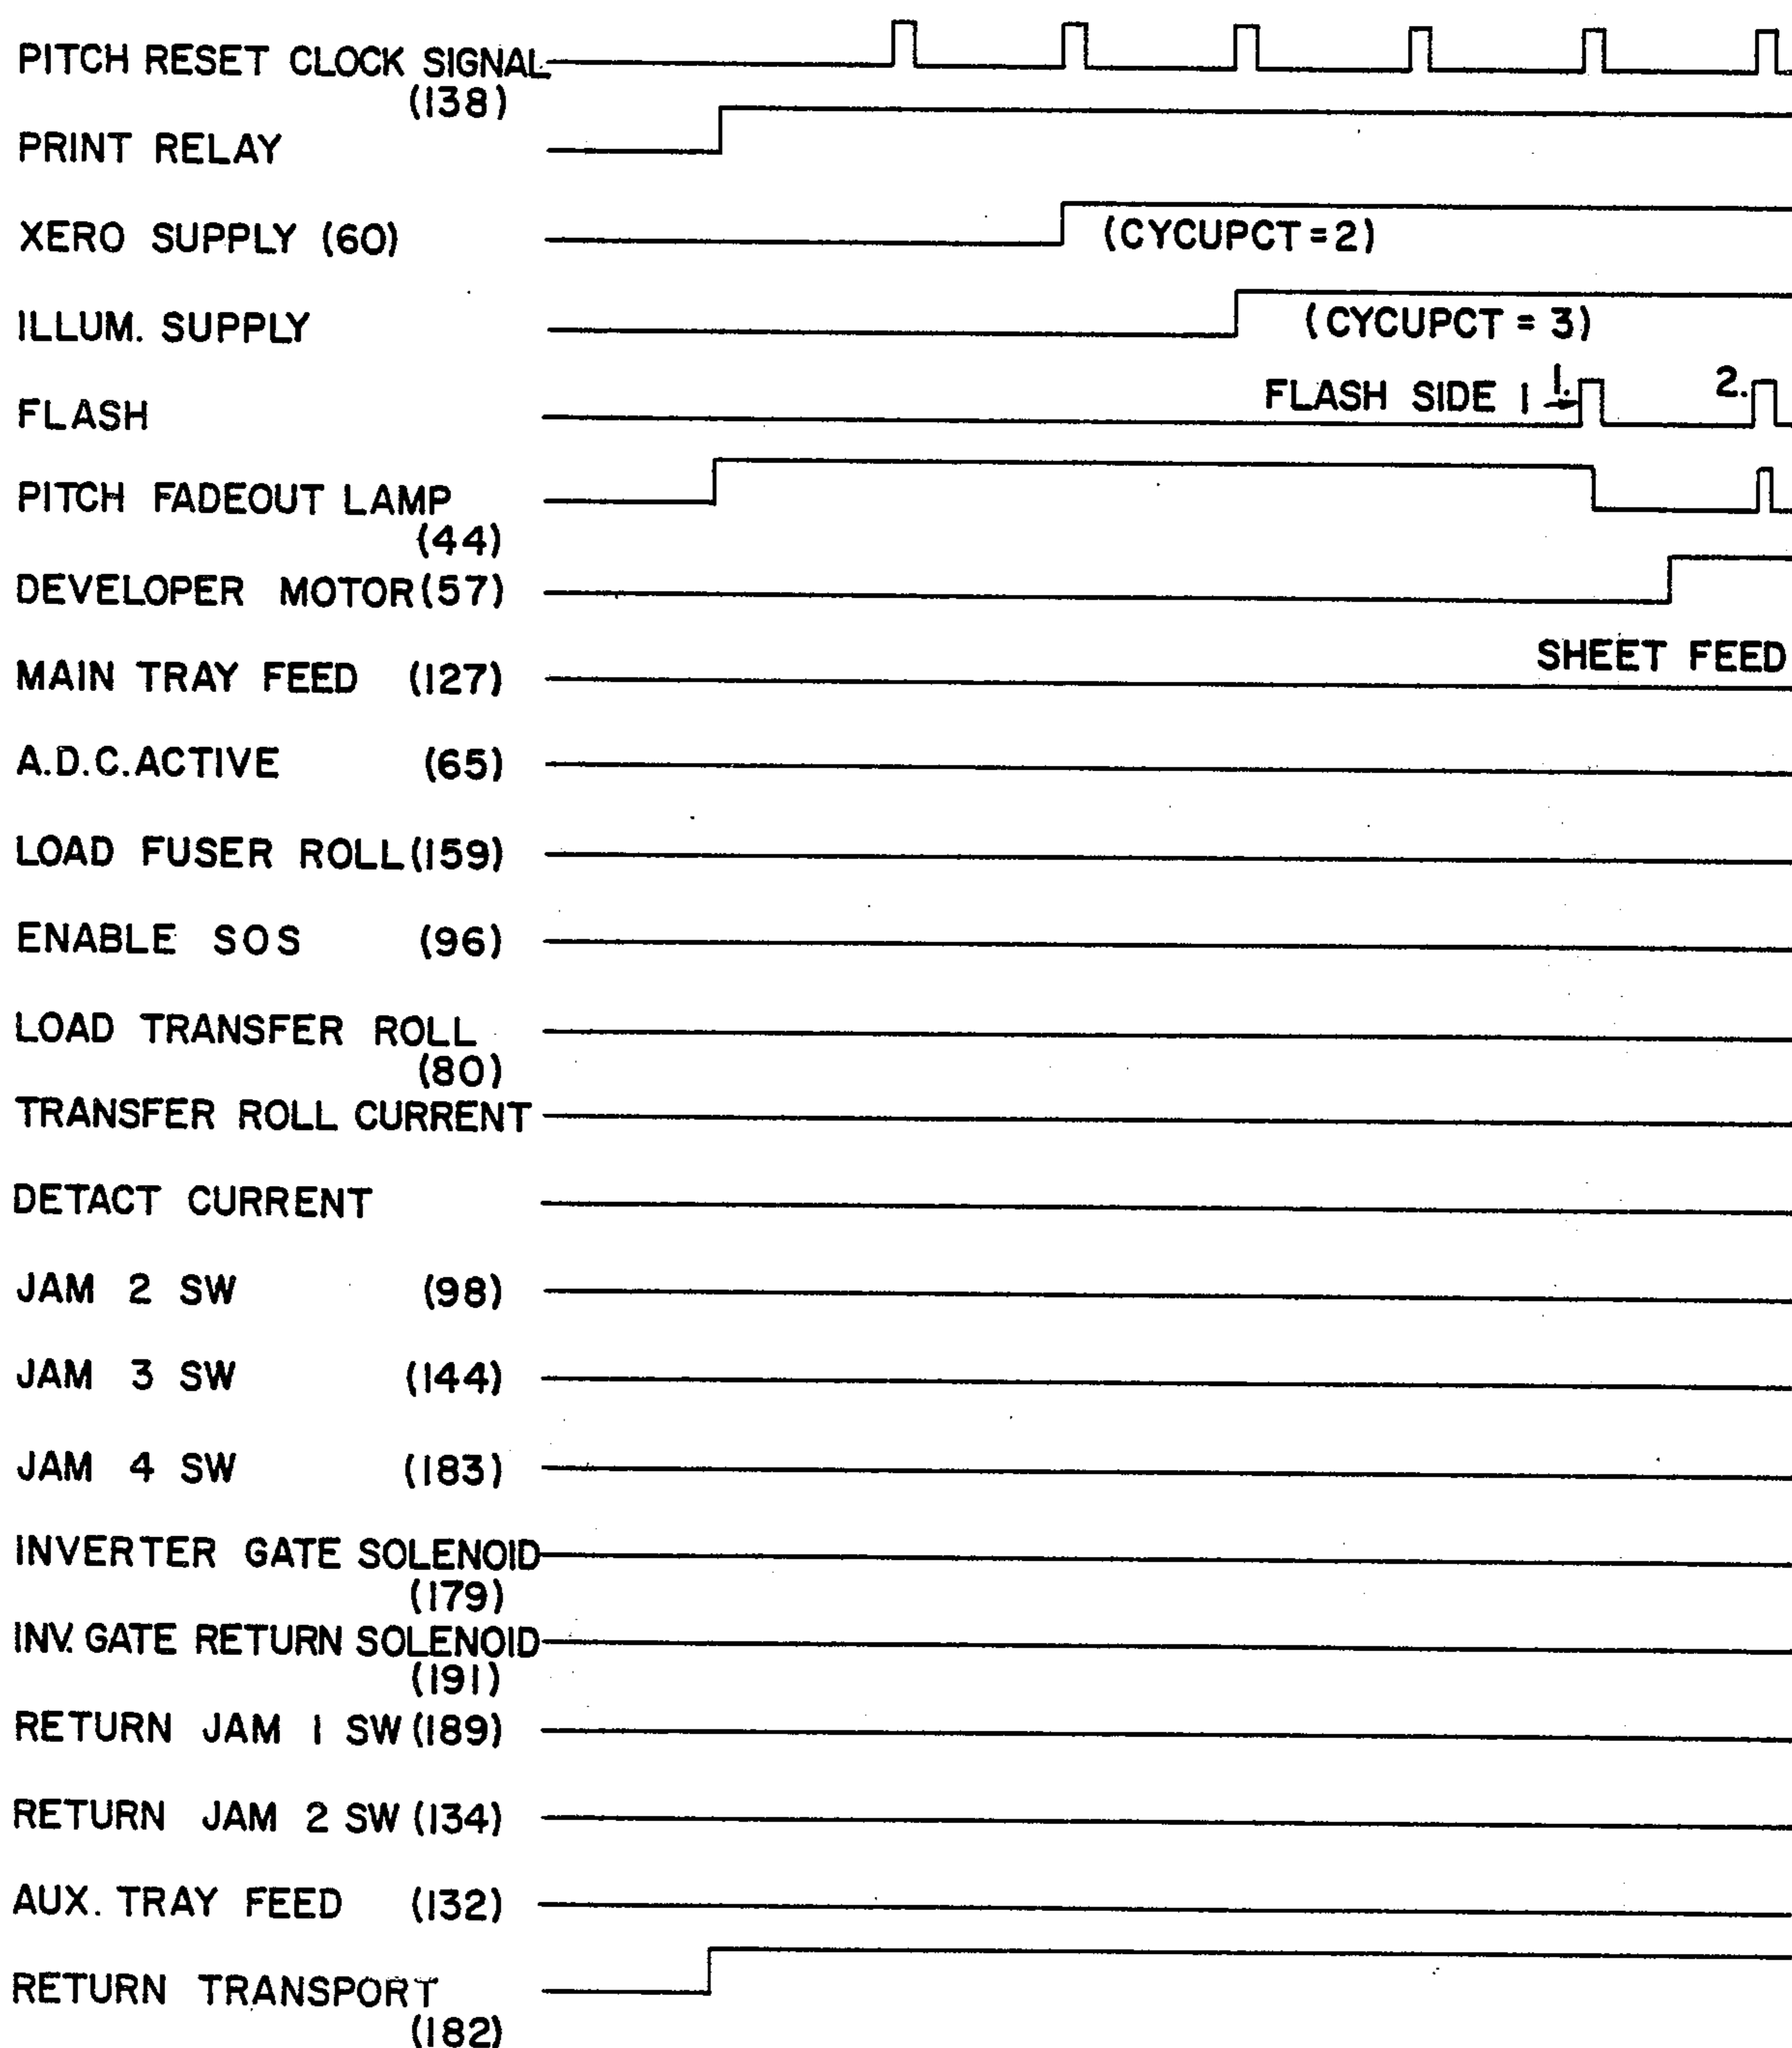 PITCH RESET CLOCK SIGNAL
(138)
PRINT RELAY
XERO SUPPLY (60)
(CYCUPCT = 2)
ILLUM. SUPPLY
(CYCUPCT = 3)
FLASH
FLASH SIDE 1 1.
2.
PITCH FADEOUT LAMP
(44)
DEVELOPER MOTOR (57)
SHEET FEED
MAIN TRAY FEED (127)
A.D.C. ACTIVE (65)
LOAD FUSER ROLL (159)
ENABLE SOS (96)
LOAD TRANSFER ROLL
(80)
TRANSFER ROLL CURRENT
DETACT CURRENT
JAM 2 SW (98)
JAM 3 SW (144)
JAM 4 SW (183)
INVERTER GATE SOLENOID
(179)
INV. GATE RETURN SOLENOID
(191)
RETURN JAM 1 SW (189)
RETURN JAM 2 SW (134)
AUX. TRAY FEED (132)
RETURN TRANSPORT
(182)